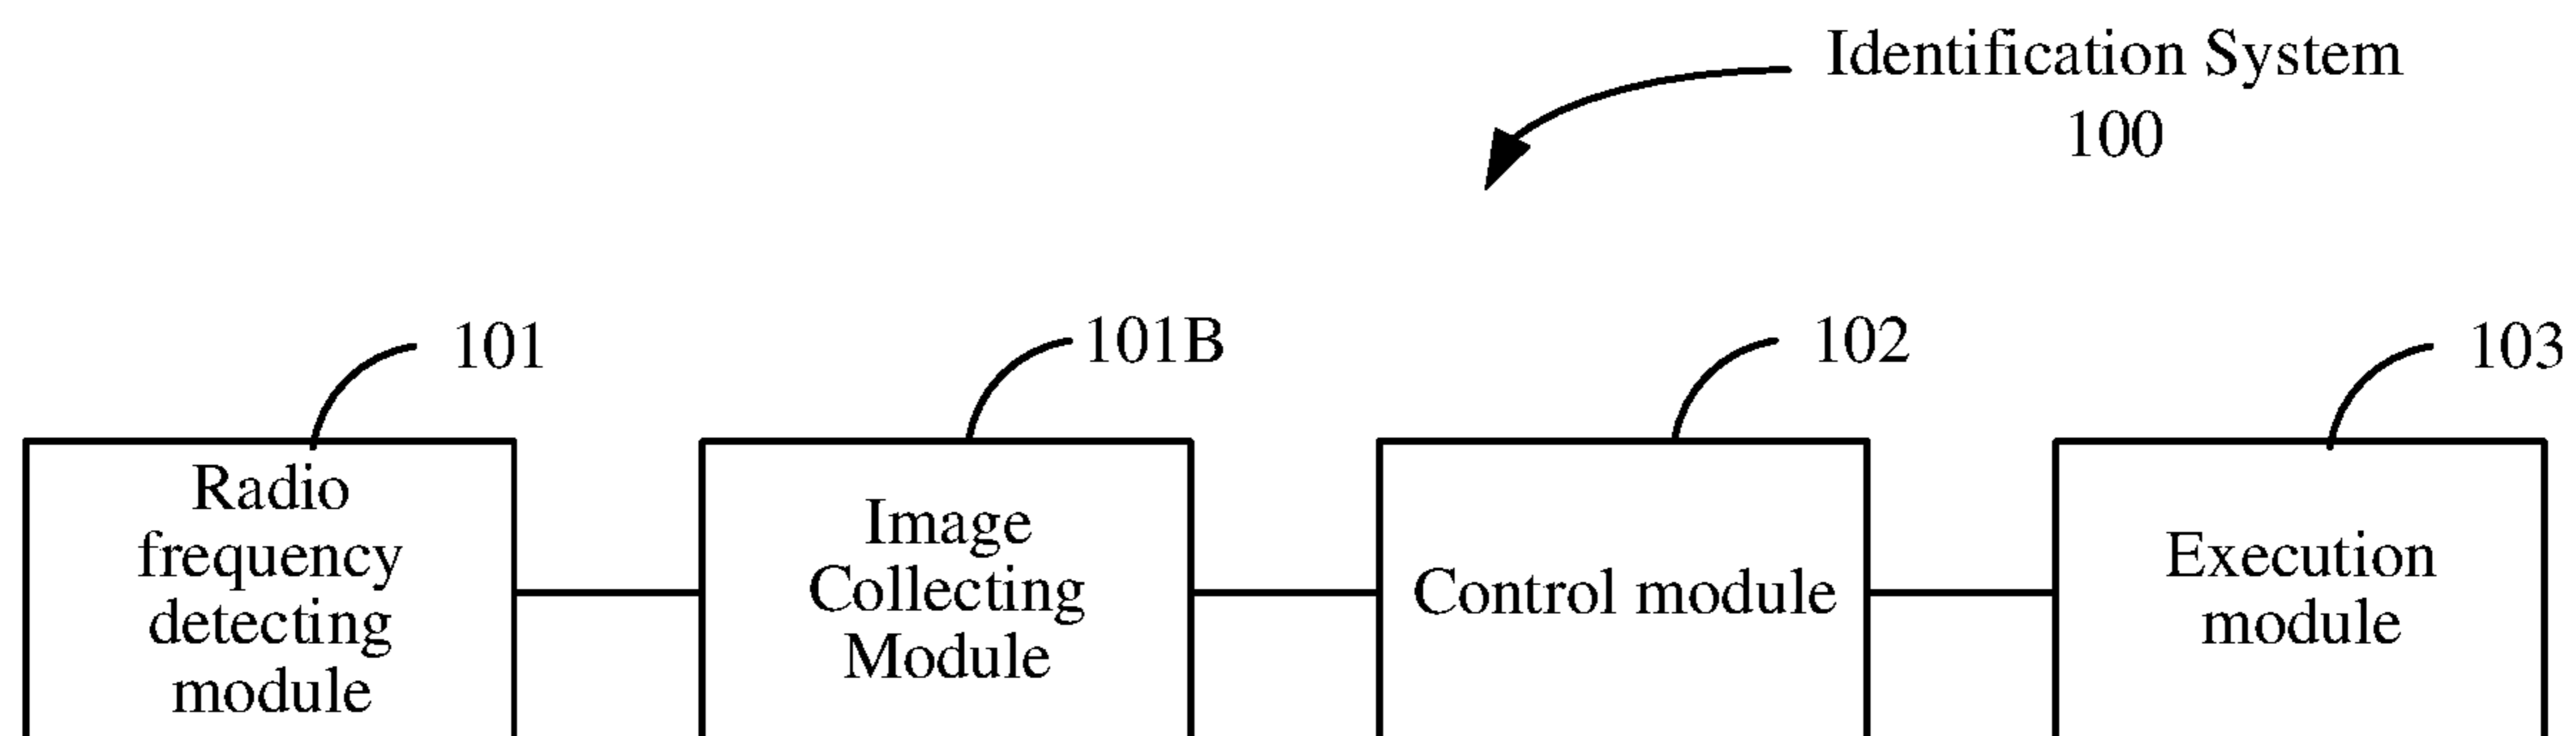 Identification System
100
101
101B
102
103
Radio
frequency
detecting
module
Image
Collecting
Module
Control module
Execution
module